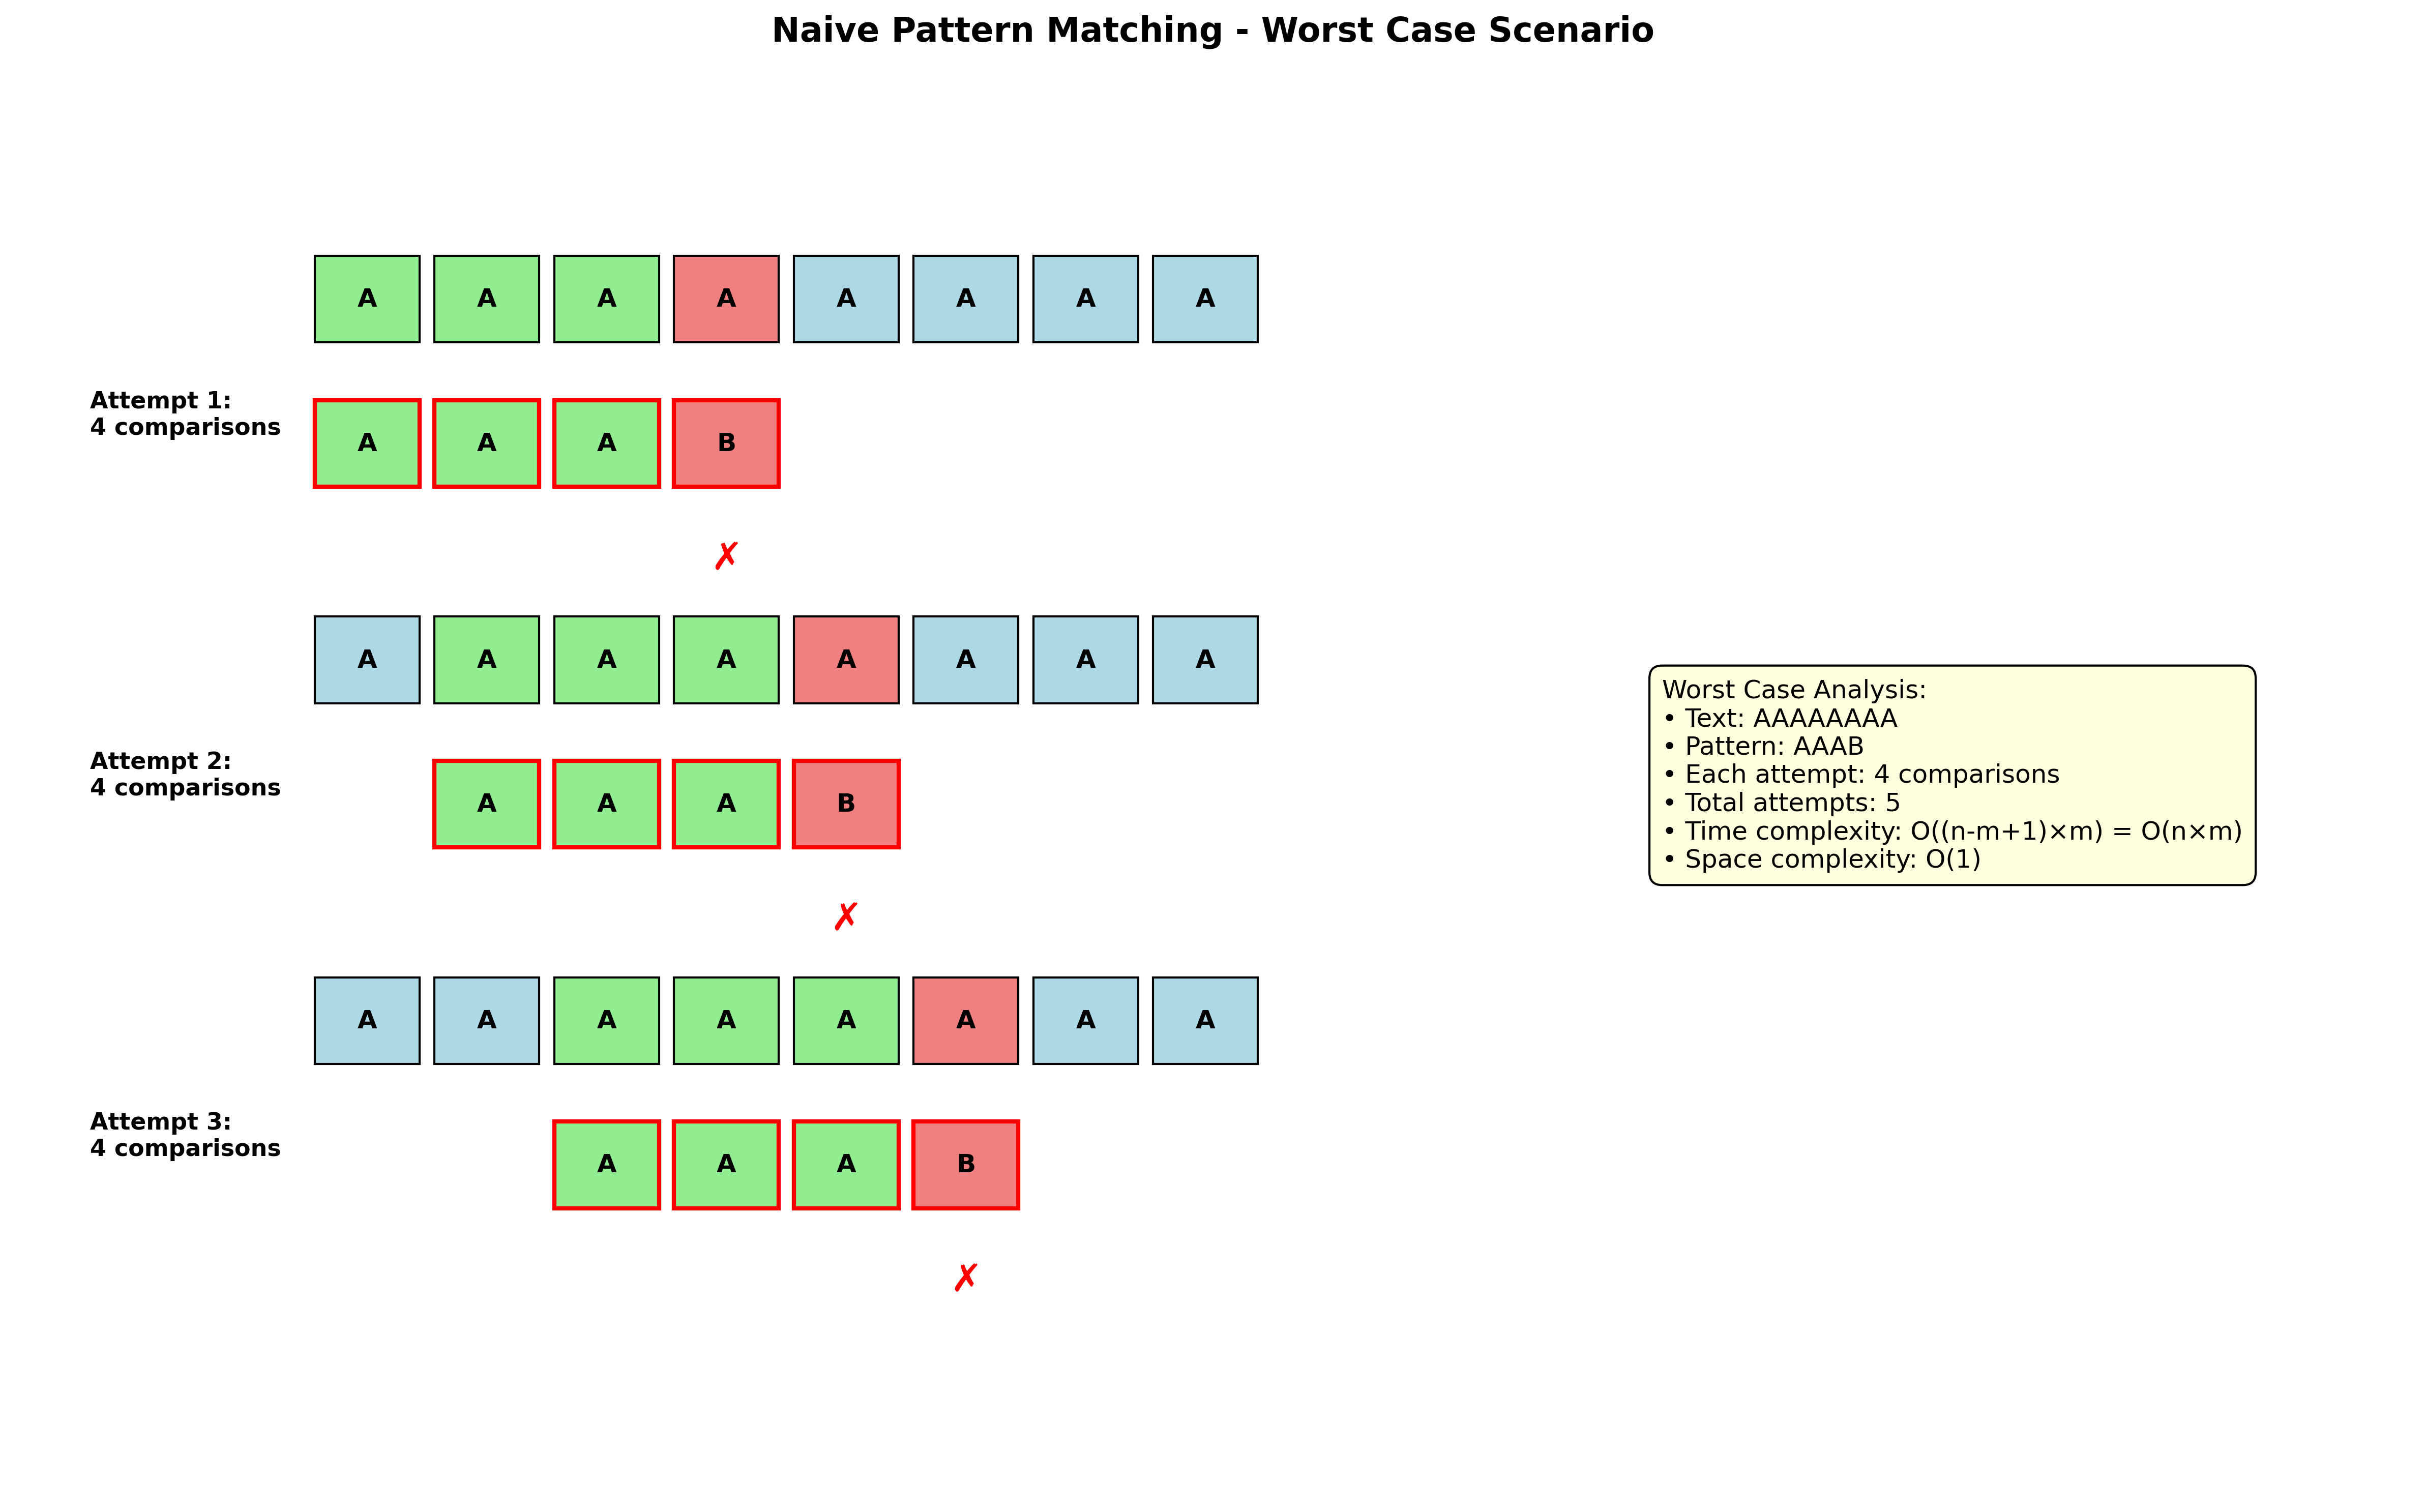 Naive Pattern Matching - Worst Case Scenario
A A A A A A A A
Attempt 1:
4 comparisons
A A A B
✗
A A A A A A A A
Attempt 2:
4 comparisons
A A A B
✗
A A A A A A A A
Attempt 3:
4 comparisons
A A A B
✗
Worst Case Analysis:
• Text: AAAAAAAA
• Pattern: AAAB
• Each attempt: 4 comparisons
• Total attempts: 5
• Time complexity: O((n-m+1)×m) = O(n×m)
• Space complexity: O(1)